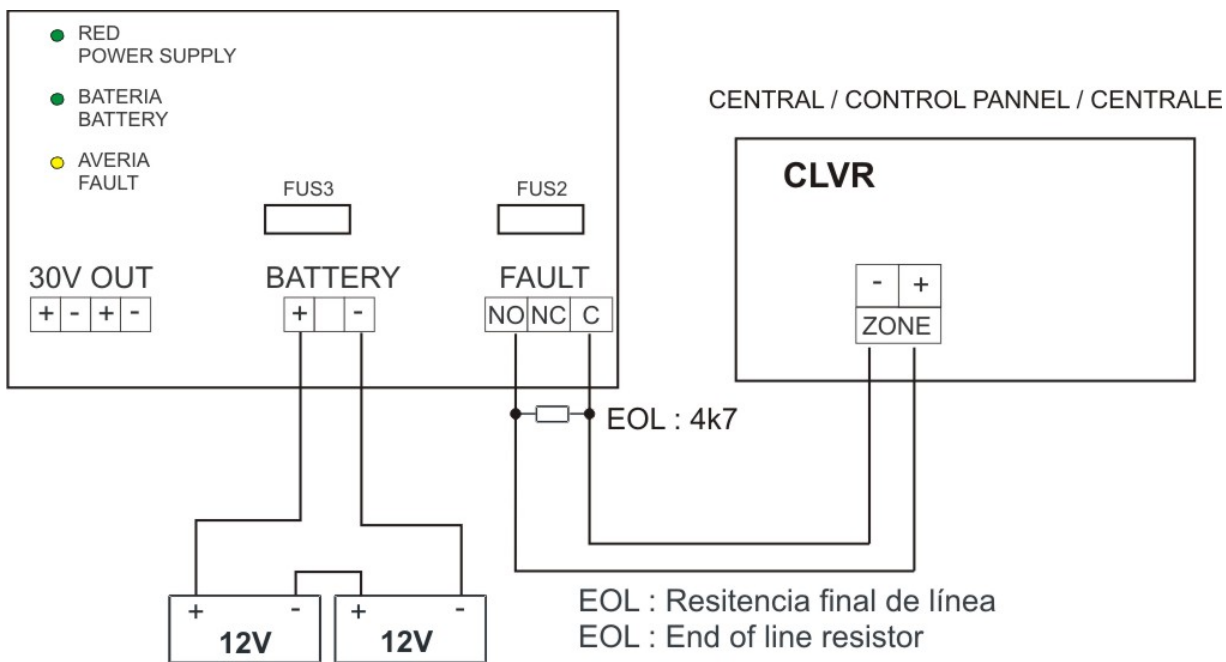 RED
POWER SUPPLY
BATERIA
BATTERY
AVERIA
FAULT
FUS3
FUS2
30V OUT
+ - + -
BATTERY
+ -
FAULT
NO NC C
CENTRAL / CONTROL PANNEL / CENTRALE
CLVR
- +
ZONE
EOL : 4k7
+ -
12V
+ -
12V
EOL : Resitencia final de línea
EOL : End of line resistor